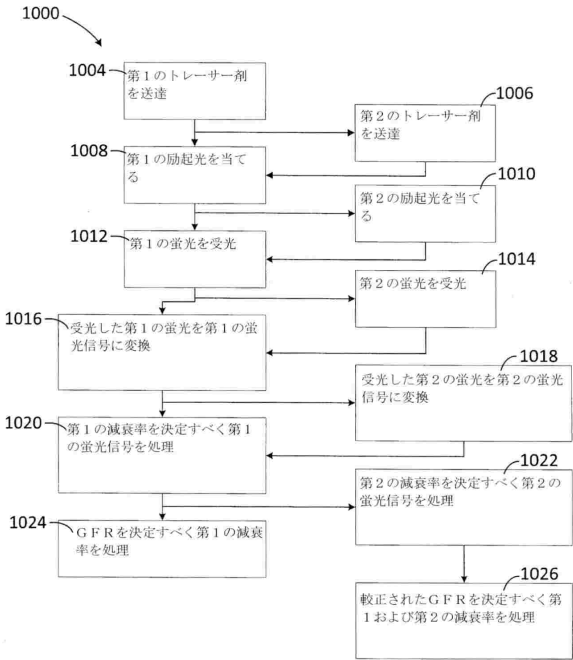 1000
1004
第1のトレーサー剤
を送達
1006
第2のトレーサー剤
を送達
1008
第1の励起光を当て
る
1010
第2の励起光を当て
る
1012
第1の蛍光を受光
1014
第2の蛍光を受光
1016
受光した第1の蛍光を第1の蛍
光信号に変換
1018
受光した第2の蛍光を第2の蛍光
信号に変換
1020
第1の減衰率を決定すべく第1
の蛍光信号を処理
1022
第2の減衰率を決定すべく第2の
蛍光信号を処理
1024
GFRを決定すべく第1の減衰
率を処理
1026
較正されたGFRを決定すべく第
1および第2の減衰率を処理